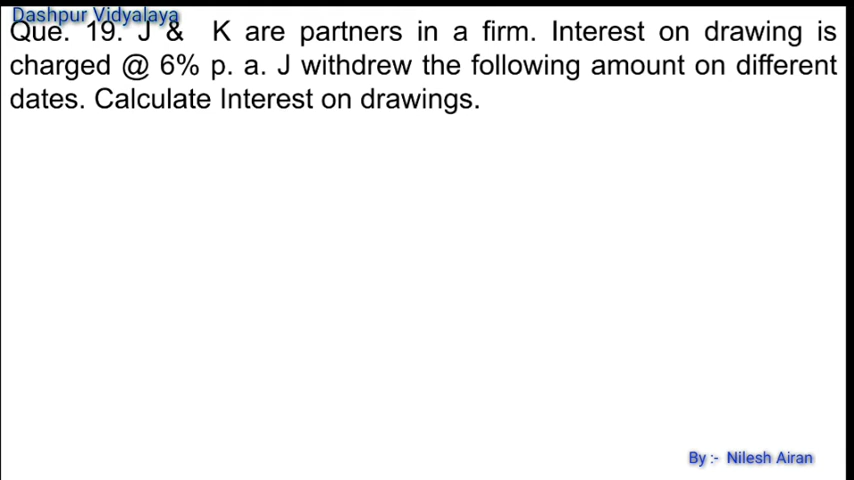 Dashpur Vidyalaya
Que. 19. J & K are partners in a firm. Interest on drawing is
charged @ 6% p. a. J withdrew the following amount on different
dates. Calculate Interest on drawings.
By :- Nilesh Airan